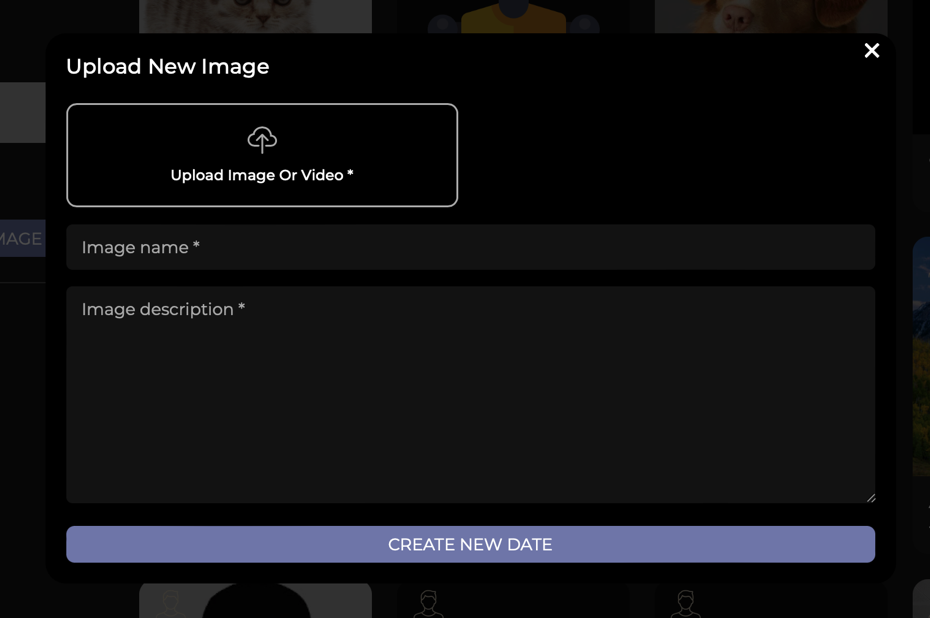 Upload New Image
Upload Image Or Video *
Image name *
Image description *
CREATE NEW DATE